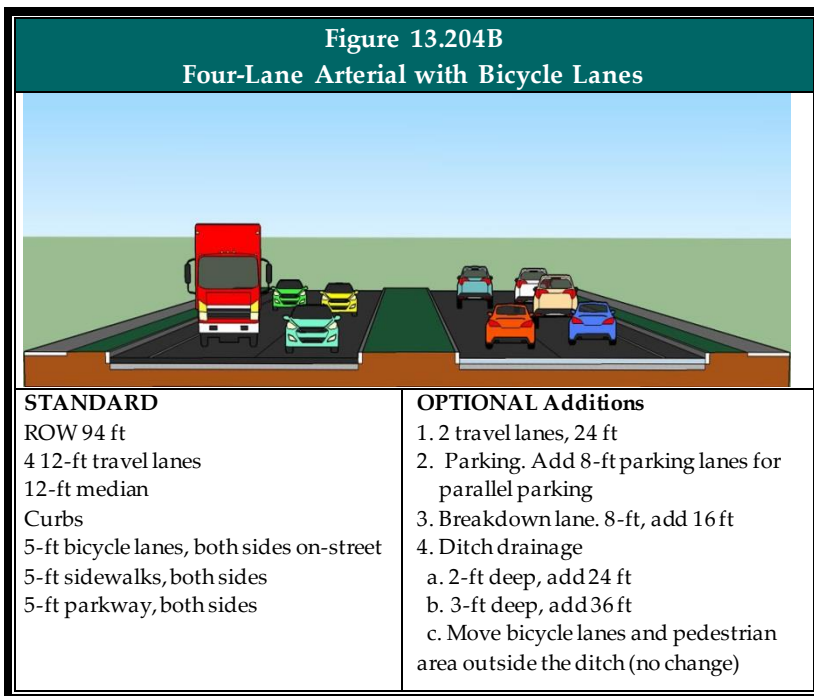 Figure 13.204B
Four-Lane Arterial with Bicycle Lanes
STANDARD
ROW 94 ft
4 12-ft travel lanes
12-ft median
Curbs
5-ft bicycle lanes, both sides on-street
5-ft sidewalks, both sides
5-ft parkway, both sides
OPTIONAL Additions
1. 2 travel lanes, 24 ft
2. Parking. Add 8-ft parking lanes for
parallel parking
3. Breakdown lane. 8-ft, add 16 ft
4. Ditch drainage
a. 2-ft deep, add 24 ft
b. 3-ft deep, add 36 ft
c. Move bicycle lanes and pedestrian
area outside the ditch (no change)